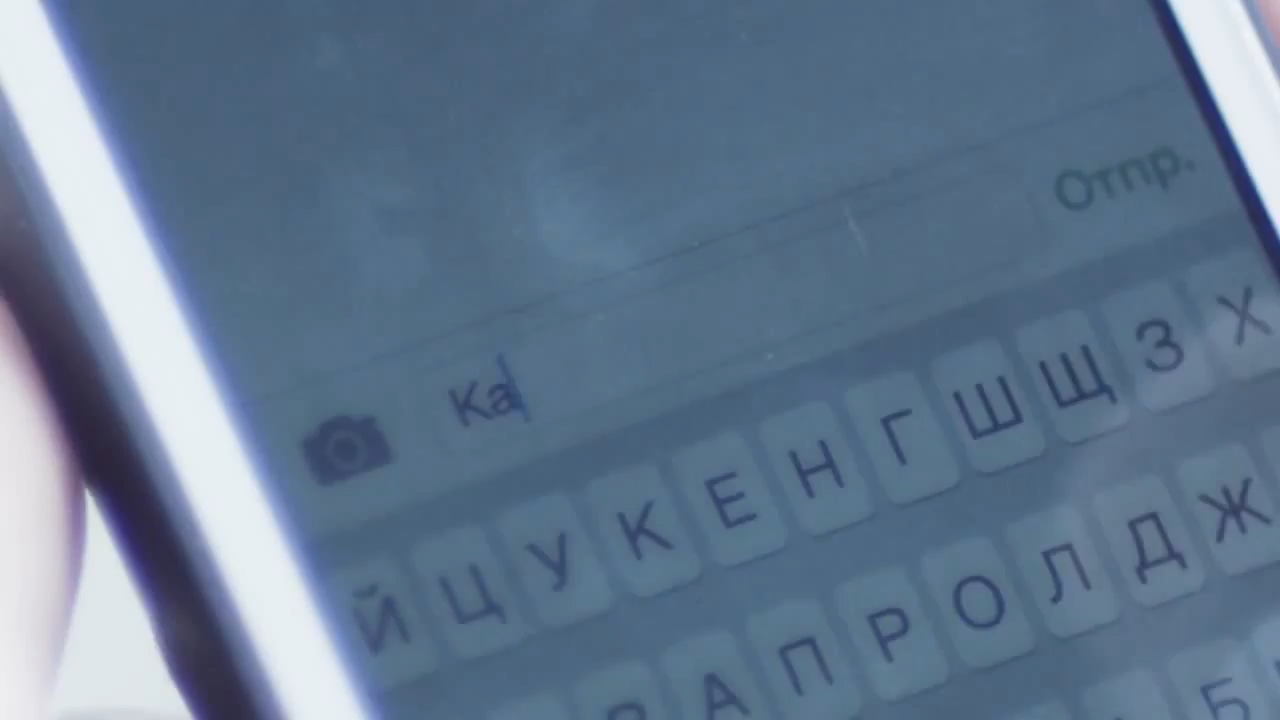 Отпр.
Ка
Й Ц У К Е Н Г Ш Щ З Х
В А П Р О Л Д Ж
Б